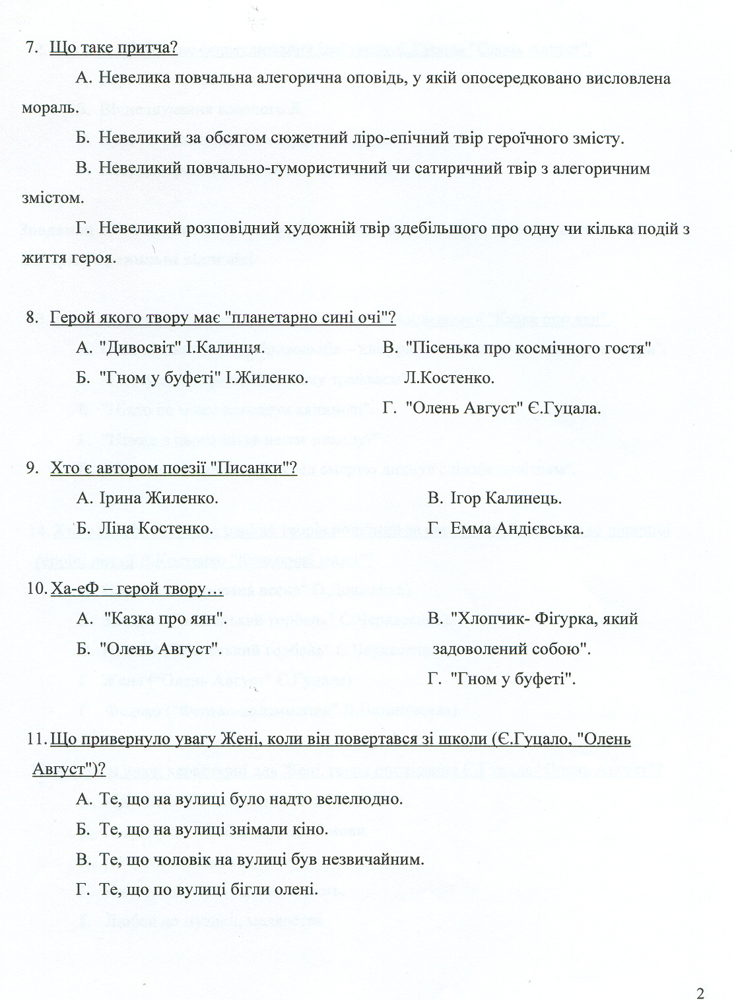 7. Що таке притча?
А. Невелика повчальна алегорична оповідь, у якій опосередковано висловлена
мораль.
Б. Невеликий за обсягом сюжетний ліро-епічний твір героїчного змісту.
В. Невеликий повчально-гумористичний чи сатиричний твір з алегоричним
змістом.
Г. Невеликий розповідний художній твір здебільшого про одну чи кілька подій з
життя героя.
8. Герой якого твору має "планетарно сині очі"?
А. "Дивосвіт" І.Калинця.
Б. "Гном у буфеті" І.Жиленко.
В. "Пісенька про космічного гостя"
Л.Костенко.
Г. "Олень Август" Є.Гуцала.
9. Хто є автором поезії "Писанки"?
А. Ірина Жиленко.
Б. Ліна Костенко.
В. Ігор Калинець.
Г. Емма Андієвська.
10. Ха-еФ – герой твору…
А. "Казка про яян".
Б. "Олень Август".
В. "Хлопчик- Фіґурка, який
задоволений собою".
Г. "Гном у буфеті".
11. Що привернуло увагу Жені, коли він повертався зі школи (Є.Гуцало, "Олень
Август")?
А. Те, що на вулиці було надто велелюдно.
Б. Те, що на вулиці знімали кіно.
В. Те, що чоловік на вулиці був незвичайним.
Г. Те, що по вулиці бігли олені.
2